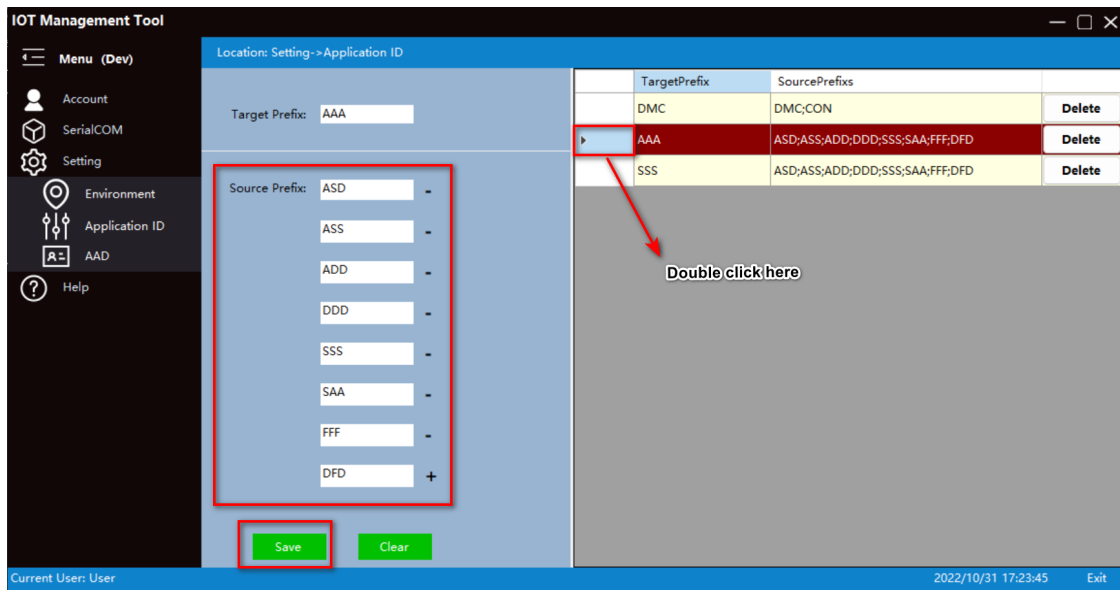 IOT Management Tool
Menu (Dev)
Location: Setting->Application ID
Account
SerialCOM
Setting
Environment
Application ID
AAD
Help
Target Prefix: AAA
Source Prefix: ASD -
ASS -
ADD -
DDD -
SSS -
SAA -
FFF -
DFD +
Save Clear
TargetPrefix SourcePrefixs
DMC DMC;CON Delete
AAA ASD;ASS;ADD;DDD;SSS;SAA;FFF;DFD Delete
SSS ASD;ASS;ADD;DDD;SSS;SAA;FFF;DFD Delete
Double click here
Current User: User 2022/10/31 17:23:45 Exit